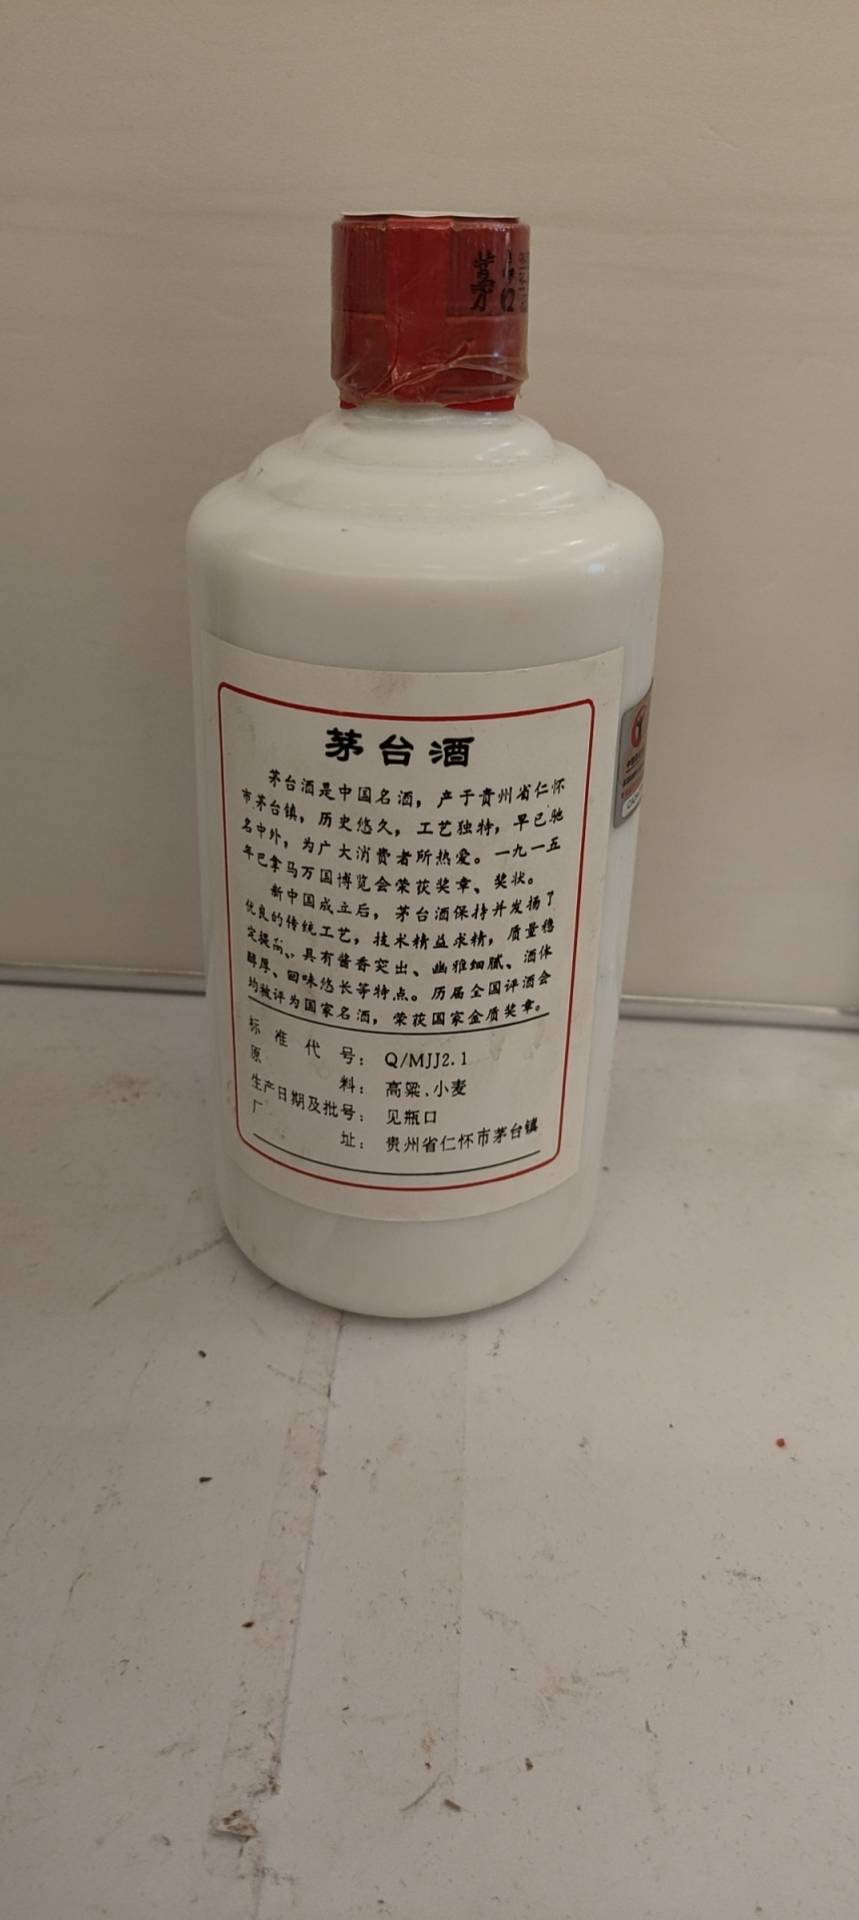 茅
茅台酒
茅台酒是中国名酒，产于贵州省仁怀
市茅台镇，历史悠久，工艺独特，早已驰
名中外，为广大消费者所热爱。一九一五
年巴拿马万国博览会荣获奖章、奖状。
新中国成立后，茅台酒保持并发扬了
优良的传统工艺，技术精益求精，质量稳
定提高、具有酱香突出、幽雅细腻、酒体
醇厚、回味悠长等特点。历届全国评酒会
均被评为国家名酒，荣获国家金质奖章。
标准代号：Q/MJJ2.1
原料：高粱、小麦
生产日期及批号：见瓶口
厂址：贵州省仁怀市茅台镇